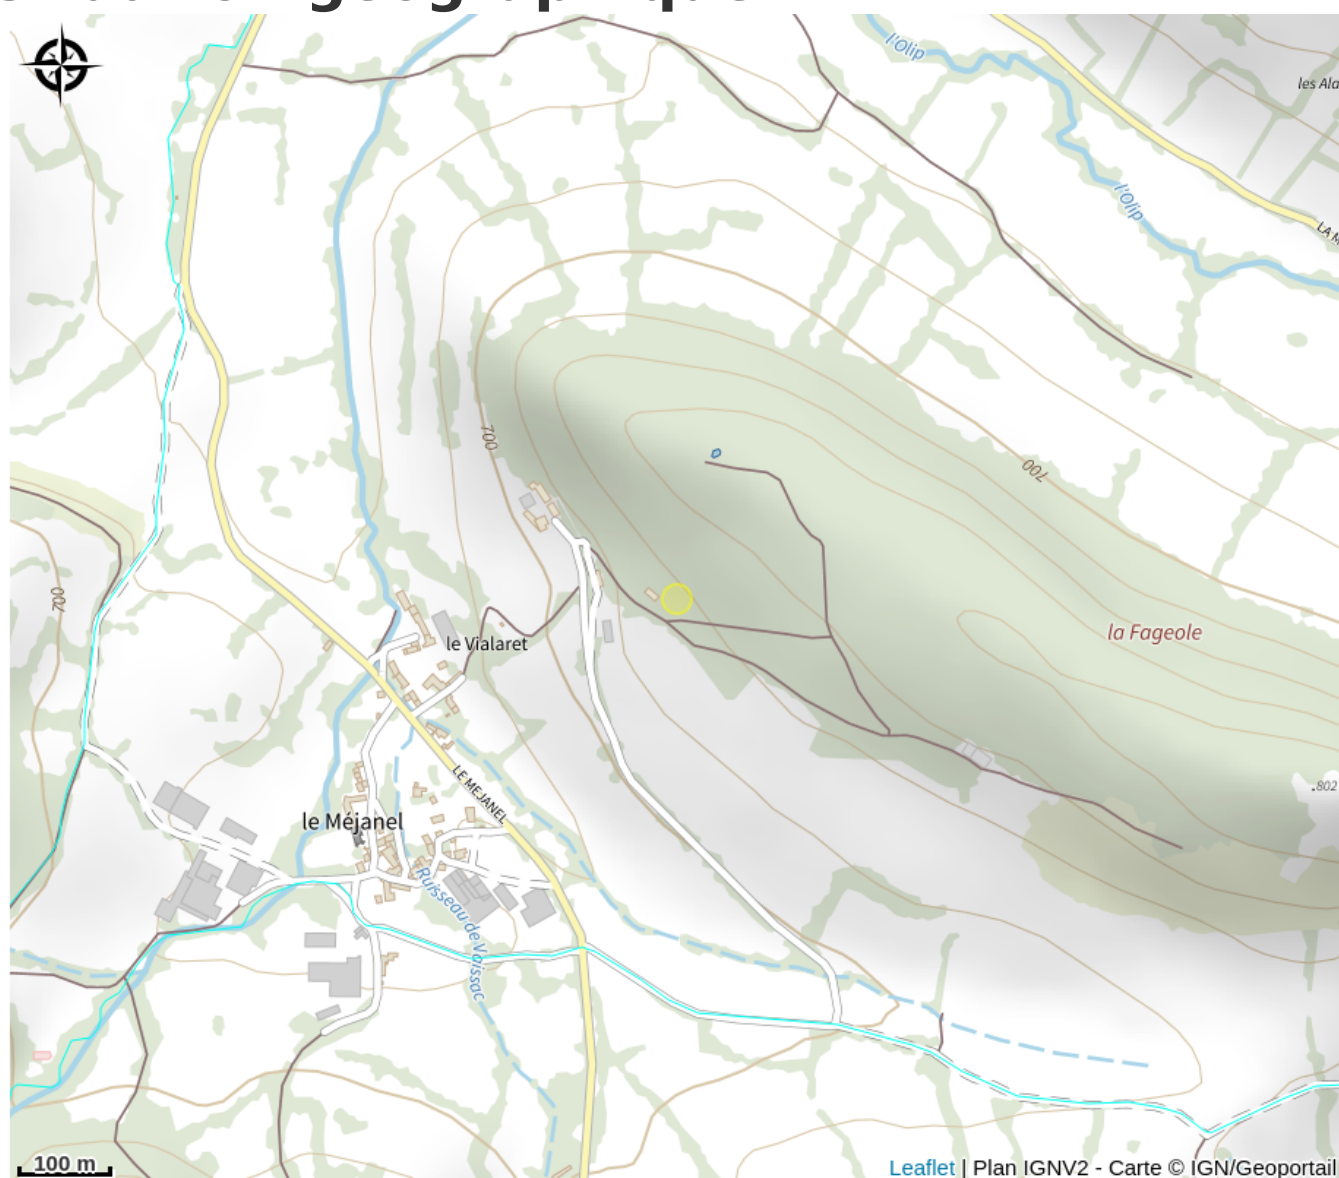 l'Olip
les Ala
l'Olip
LA M
700
700
700
le Vialaret
la Fageole
LE MEJANEL
.802
le Méjanel
Ruisseau de Vaissac
100 m
Leaflet | Plan IGNV2 - Carte © IGN/Geoportail